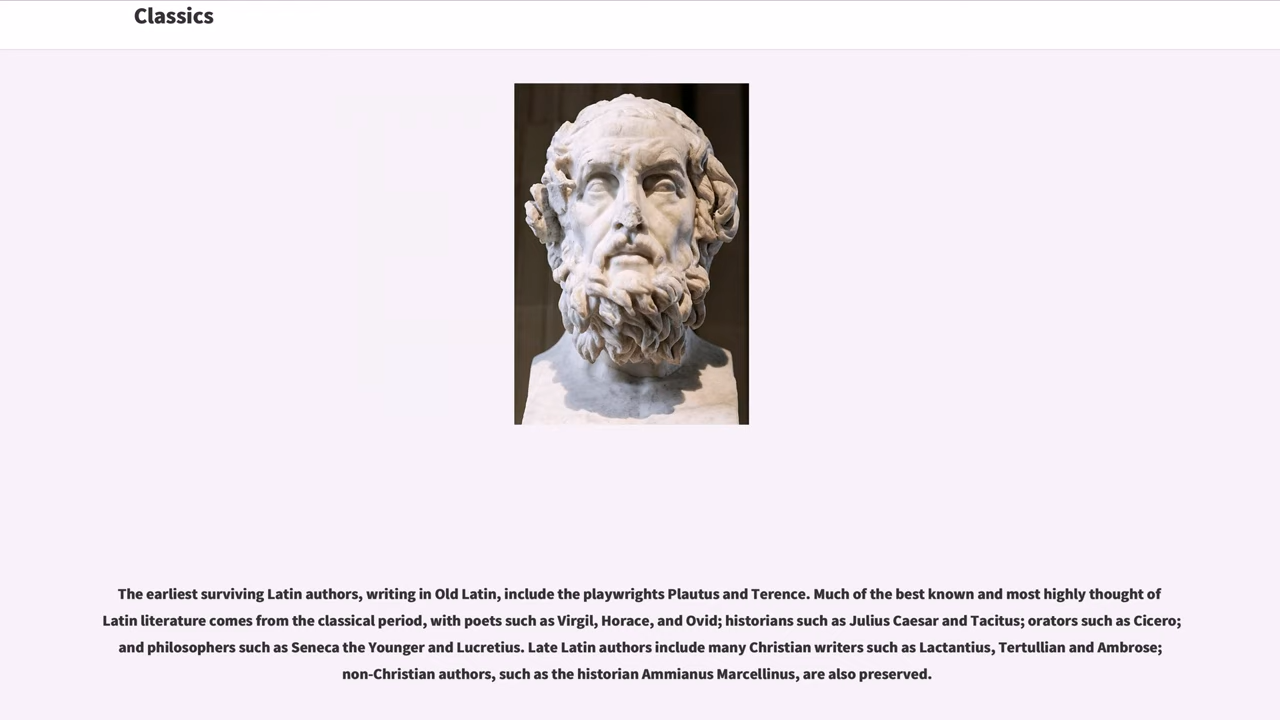 Classics
The earliest surviving Latin authors, writing in Old Latin, include the playwrights Plautus and Terence. Much of the best known and most highly thought of
Latin literature comes from the classical period, with poets such as Virgil, Horace, and Ovid; historians such as Julius Caesar and Tacitus; orators such as Cicero;
and philosophers such as Seneca the Younger and Lucretius. Late Latin authors include many Christian writers such as Lactantius, Tertullian and Ambrose;
non-Christian authors, such as the historian Ammianus Marcellinus, are also preserved.